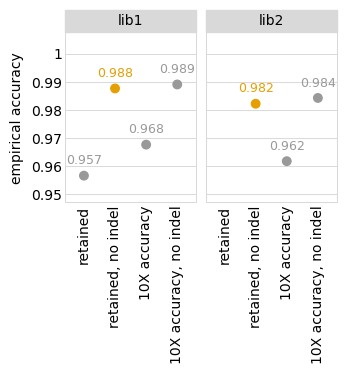 lib1
lib2
empirical accuracy
1
0.99
0.98
0.97
0.96
0.95
0.957
0.988
0.968
0.989
0.982
0.962
0.984
retained
retained, no indel
10X accuracy
10X accuracy, no indel
retained
retained, no indel
10X accuracy
10X accuracy, no indel